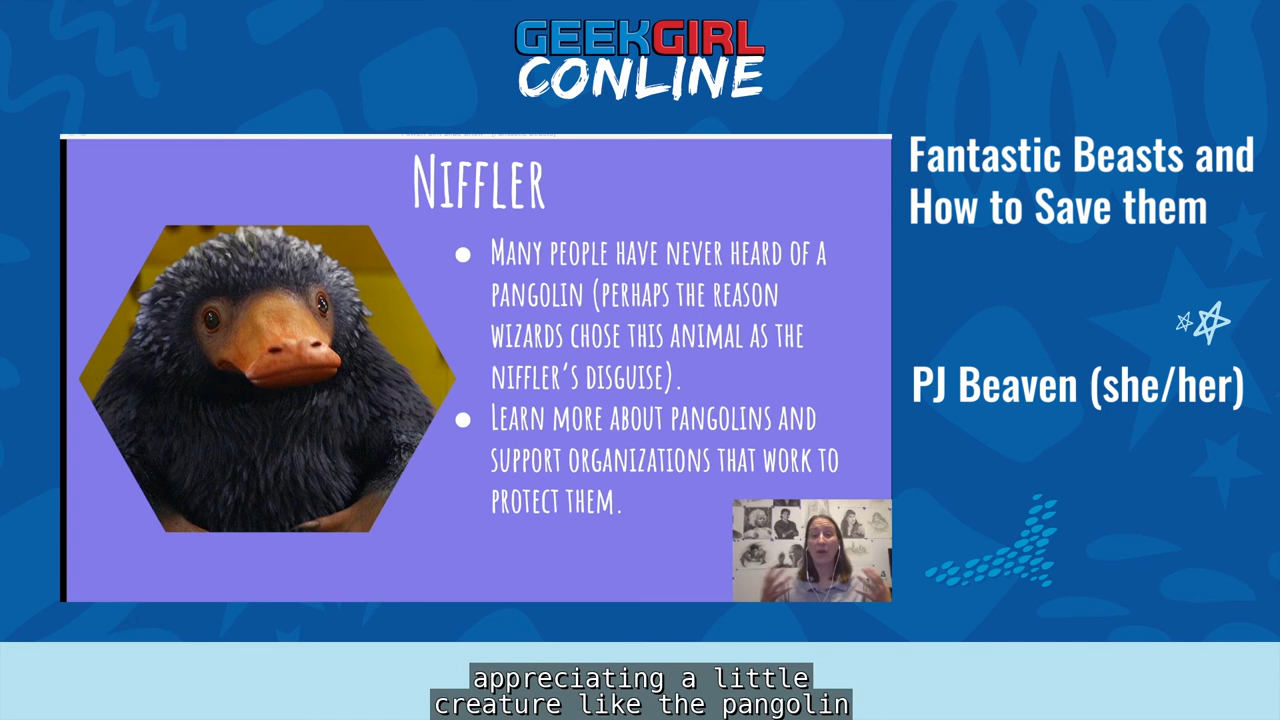 GEEKGIRL
CONLINE
Niffler
● Many people have never heard of a
pangolin (perhaps the reason
wizards chose this animal as the
niffler's disguise).
● Learn more about pangolins and
support organizations that work to
protect them.
Fantastic Beasts and
How to Save them
PJ Beaven (she/her)
appreciating a little
creature like the pangolin